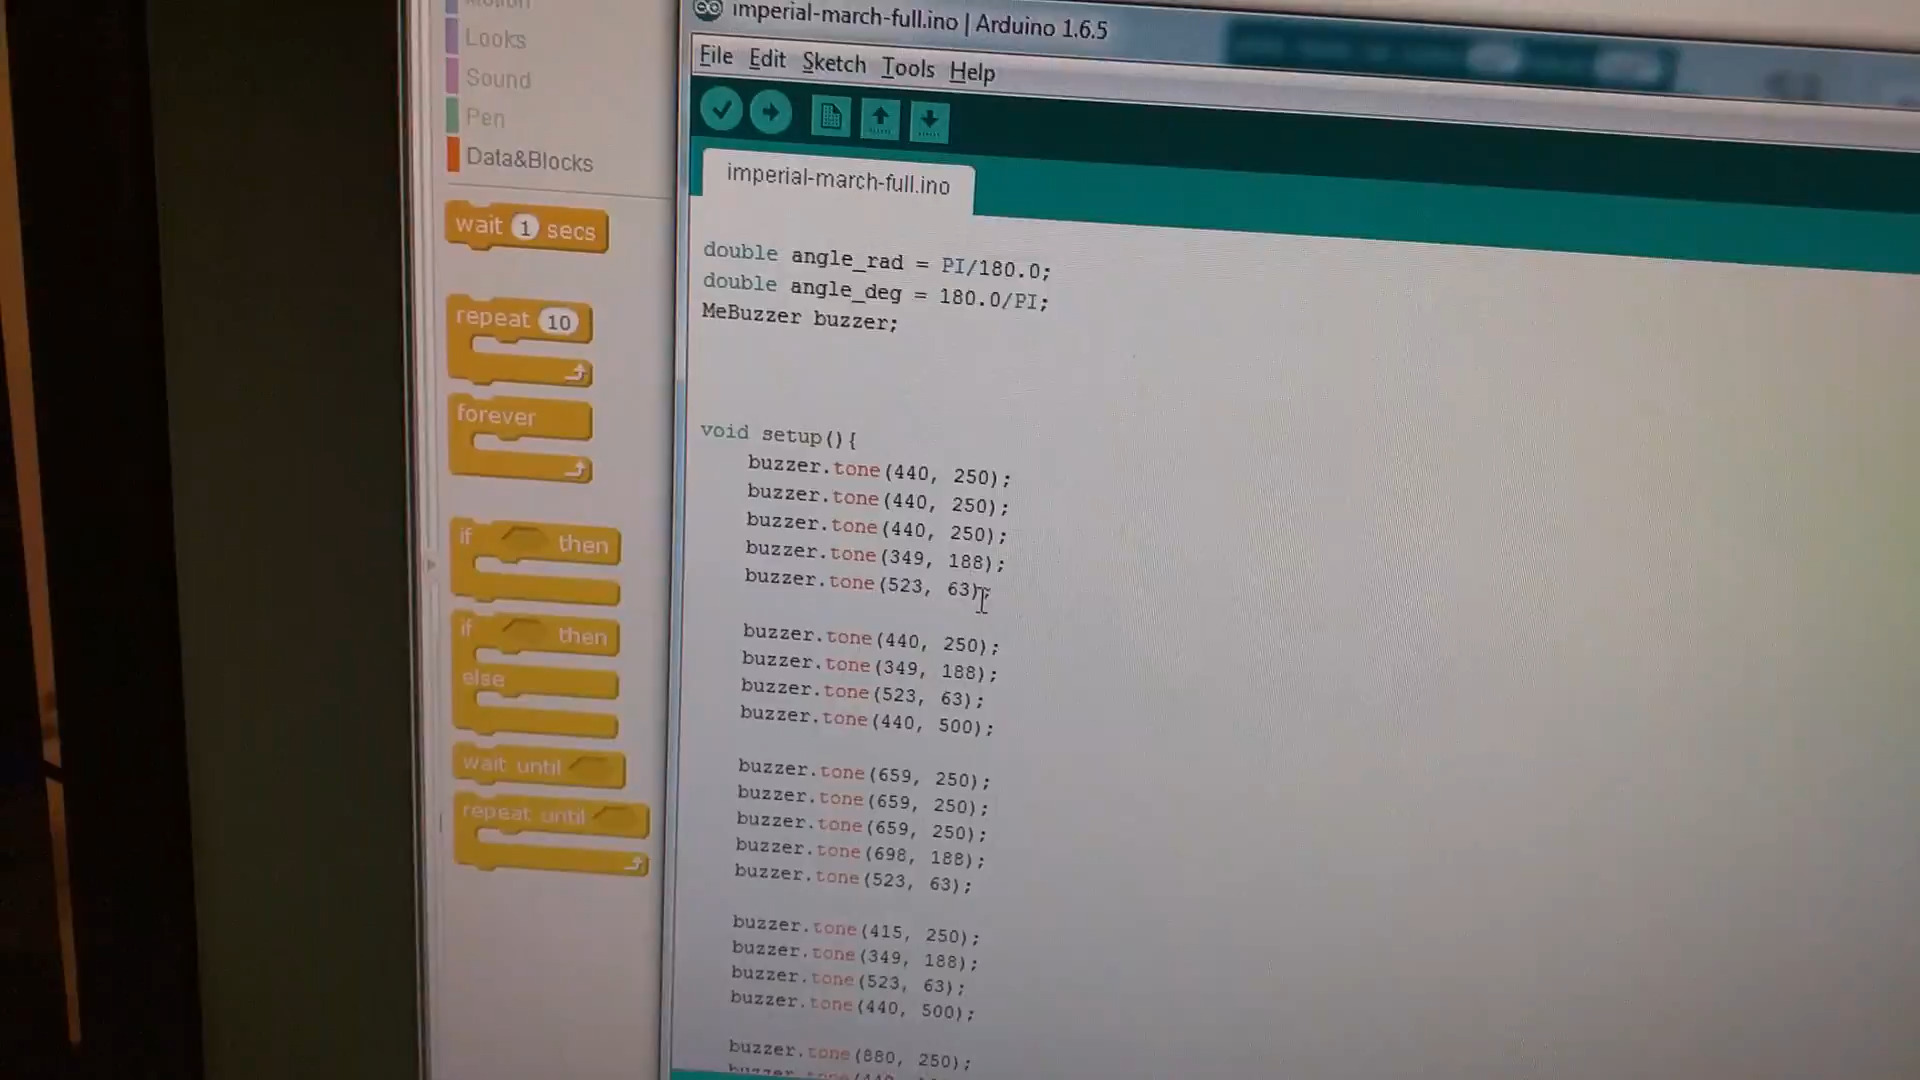 Motion
Looks
Sound
Pen
Data&Blocks
wait 1 secs
repeat 10
forever
if then
if then
else
wait until
repeat until
imperial-march-full.ino | Arduino 1.6.5
File Edit Sketch Tools Help
imperial-march-full.ino
double angle_rad = PI/180.0;
double angle_deg = 180.0/PI;
MeBuzzer buzzer;
void setup(){
buzzer.tone(440, 250);
buzzer.tone(440, 250);
buzzer.tone(440, 250);
buzzer.tone(349, 188);
buzzer.tone(523, 63);
buzzer.tone(440, 250);
buzzer.tone(349, 188);
buzzer.tone(523, 63);
buzzer.tone(440, 500);
buzzer.tone(659, 250);
buzzer.tone(659, 250);
buzzer.tone(659, 250);
buzzer.tone(698, 188);
buzzer.tone(523, 63);
buzzer.tone(415, 250);
buzzer.tone(349, 188);
buzzer.tone(523, 63);
buzzer.tone(440, 500);
buzzer.tone(880, 250);